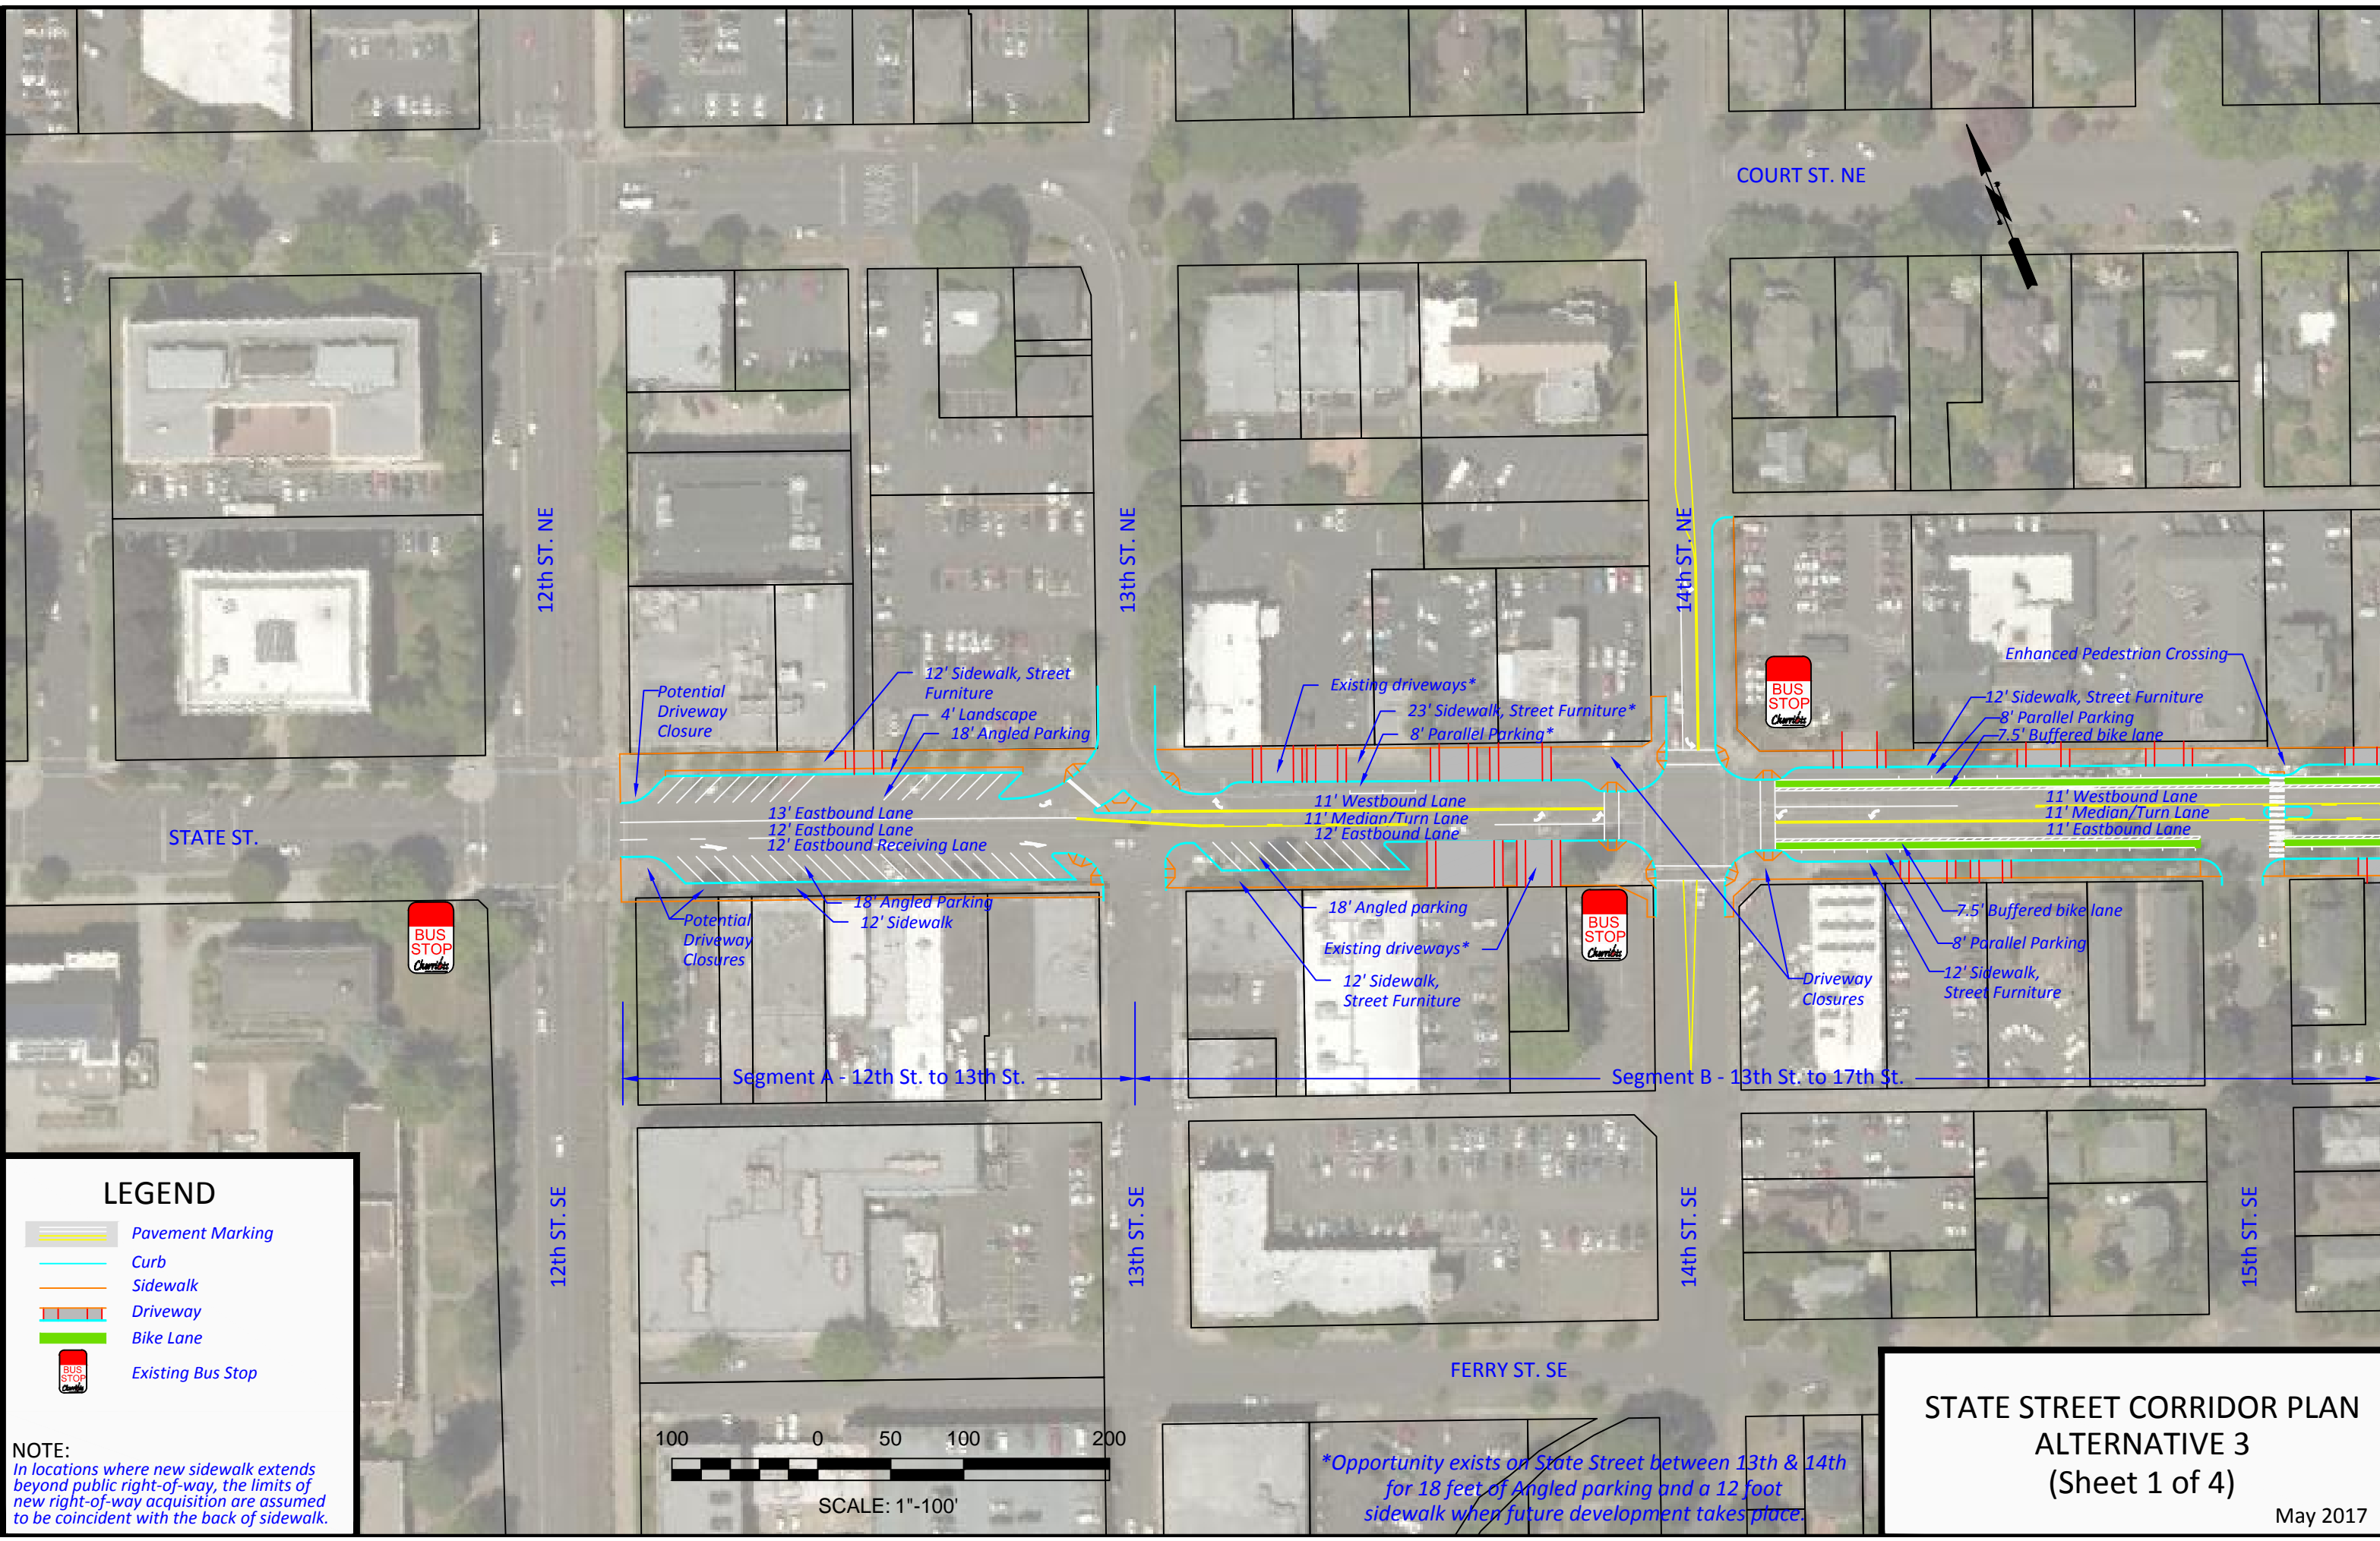 COURT ST. NE
12th ST. NE
13th ST. NE
14th ST. NE
Potential
Driveway
Closure
12' Sidewalk, Street
Furniture
4' Landscape
18' Angled Parking
Existing driveways*
23' Sidewalk, Street Furniture*
8' Parallel Parking*
BUS
STOP
Cherriots
Enhanced Pedestrian Crossing
12' Sidewalk, Street Furniture
8' Parallel Parking
7.5' Buffered bike lane
STATE ST.
13' Eastbound Lane
12' Eastbound Lane
12' Eastbound Receiving Lane
11' Westbound Lane
11' Median/Turn Lane
12' Eastbound Lane
11' Westbound Lane
11' Median/Turn Lane
11' Eastbound Lane
BUS
STOP
Cherriots
Potential
Driveway
Closures
18' Angled Parking
12' Sidewalk
18' Angled parking
Existing driveways*
12' Sidewalk,
Street Furniture
BUS
STOP
Cherriots
Driveway
Closures
7.5' Buffered bike lane
8' Parallel Parking
12' Sidewalk,
Street Furniture
Segment A - 12th St. to 13th St.
Segment B - 13th St. to 17th St.
12th ST. SE
13th ST. SE
14th ST. SE
15th ST. SE
FERRY ST. SE
LEGEND
Pavement Marking
Curb
Sidewalk
Driveway
Bike Lane
BUS
STOP
Cherriots
Existing Bus Stop
NOTE:
In locations where new sidewalk extends
beyond public right-of-way, the limits of
new right-of-way acquisition are assumed
to be coincident with the back of sidewalk.
100 0 50 100 200
SCALE: 1"-100'
*Opportunity exists on State Street between 13th & 14th
for 18 feet of Angled parking and a 12 foot
sidewalk when future development takes place.
STATE STREET CORRIDOR PLAN
ALTERNATIVE 3
(Sheet 1 of 4)
May 2017